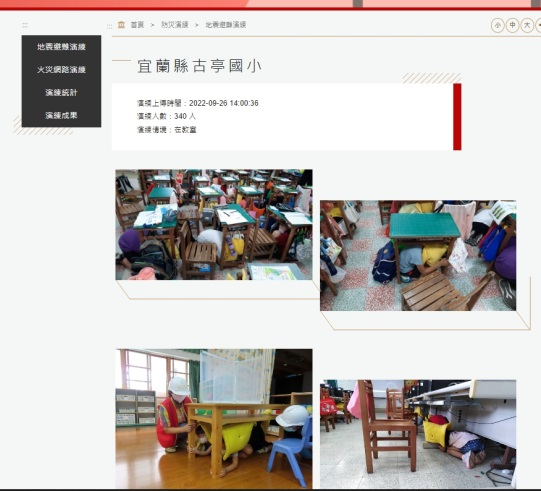 首頁 > 防災演練 > 地震避難演練
小 中 大
地震避難演練
火災網路演練
演練統計
演練成果
宜蘭縣古亭國小
演練上傳時間：2022-09-26 14:00:36
演練人數：340 人
演練情境：在教室